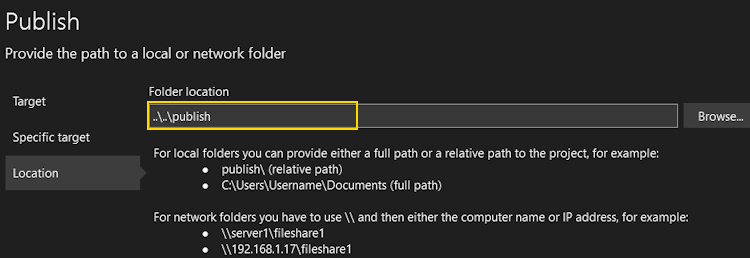 Publish
Provide the path to a local or network folder
Target
Specific target
Location
Folder location
..\..\publish
Browse...
For local folders you can provide either a full path or a relative path to the project, for example:
• publish\ (relative path)
• C:\Users\Username\Documents (full path)
For network folders you have to use \\ and then either the computer name or IP address, for example:
• \\server1\fileshare1
• \\192.168.1.17\fileshare1